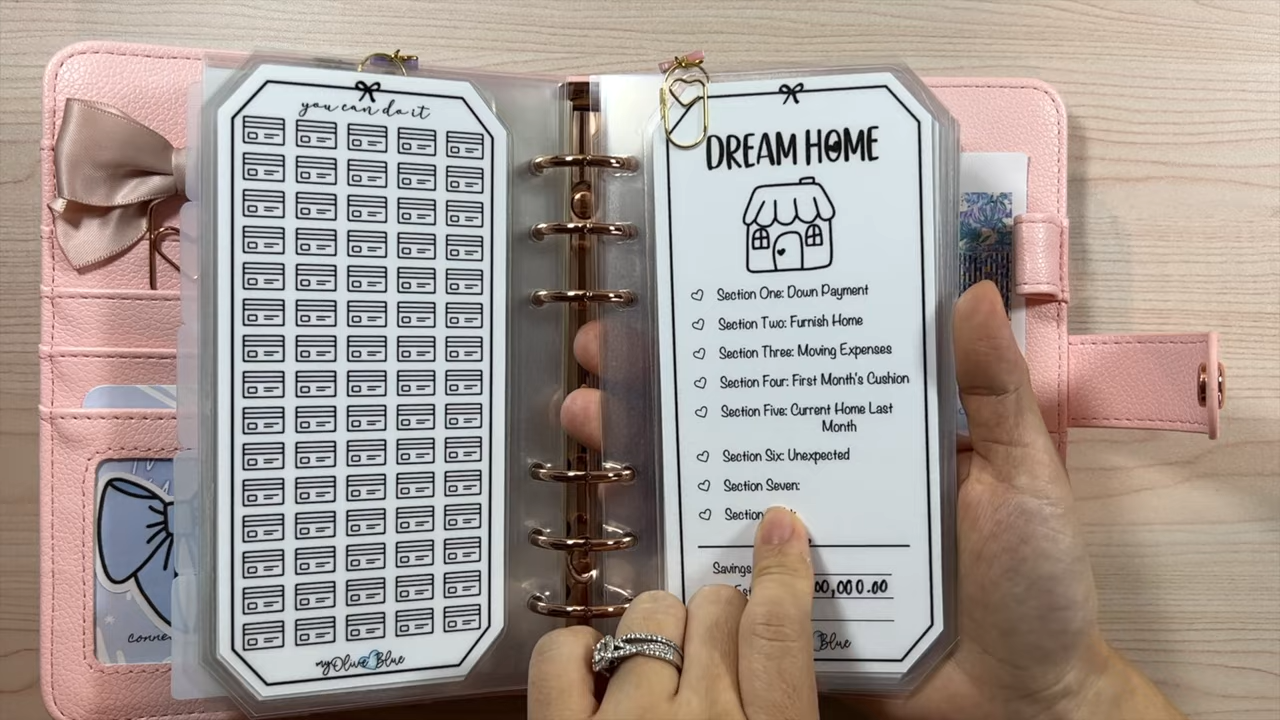 you can do it
myOlive Blue
DREAM HOME
Section One: Down Payment
Section Two: Furnish Home
Section Three: Moving Expenses
Section Four: First Month's Cushion
Section Five: Current Home Last
Month
Section Six: Unexpected
Section Seven:
Section
Savings
00,000.00
Blue